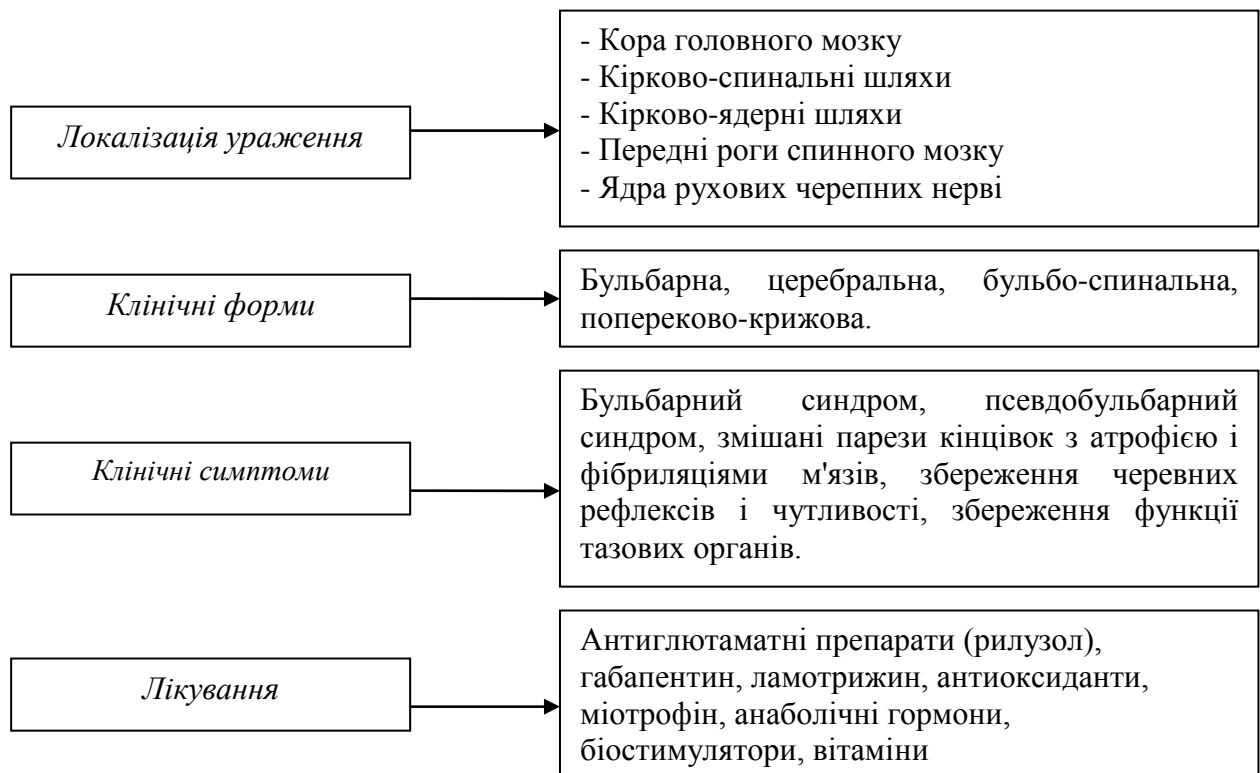 Локалізація ураження
- Кора головного мозку
- Кірково-спинальні шляхи
- Кірково-ядерні шляхи
- Передні роги спинного мозку
- Ядра рухових черепних нерві
Клінічні форми
Бульбарна, церебральна, бульбо-спинальна,
попереково-крижова.
Клінічні симптоми
Бульбарний синдром, псевдобульбарний
синдром, змішані парези кінцівок з атрофією і
фібриляціями м'язів, збереження черевних
рефлексів і чутливості, збереження функції
тазових органів.
Лікування
Антиглютаматні препарати (рилузол),
габапентин, ламотрижин, антиоксиданти,
міотрофін, анаболічні гормони,
біостимулятори, вітаміни